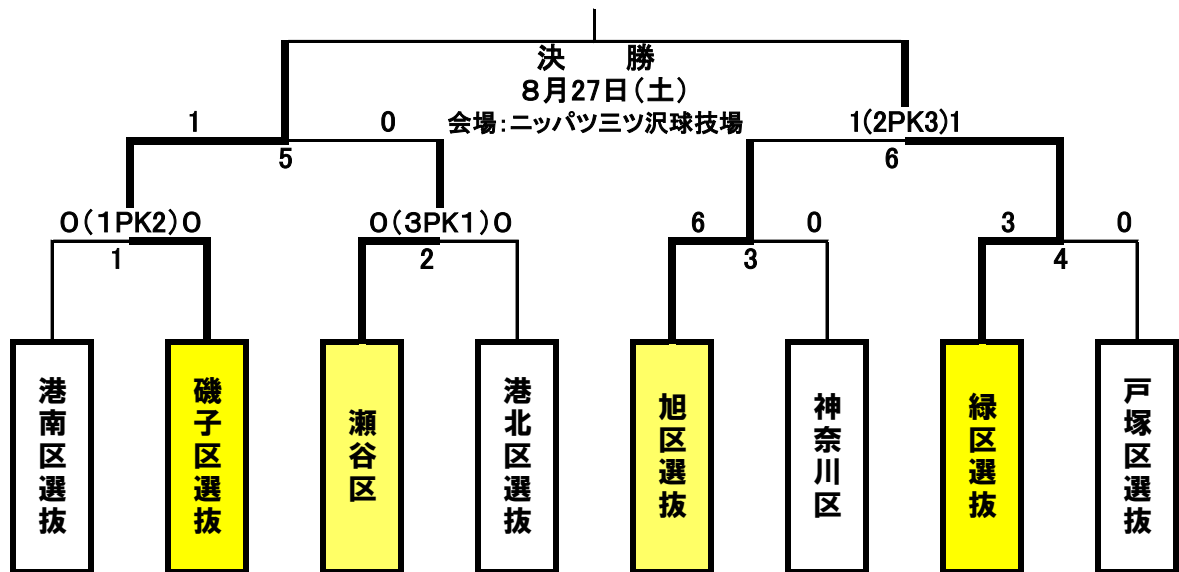 決　　勝
８月27日（土）
1 0 会場：ニッパツ三ツ沢球技場 1(2PK3)1
5 6
０（１PK２）０ ０（３PK１）０ 6 0 3 0
1 2 3 4
港南区選抜
磯子区選抜
瀬谷区
港北区選抜
旭区選抜
神奈川区
緑区選抜
戸塚区選抜